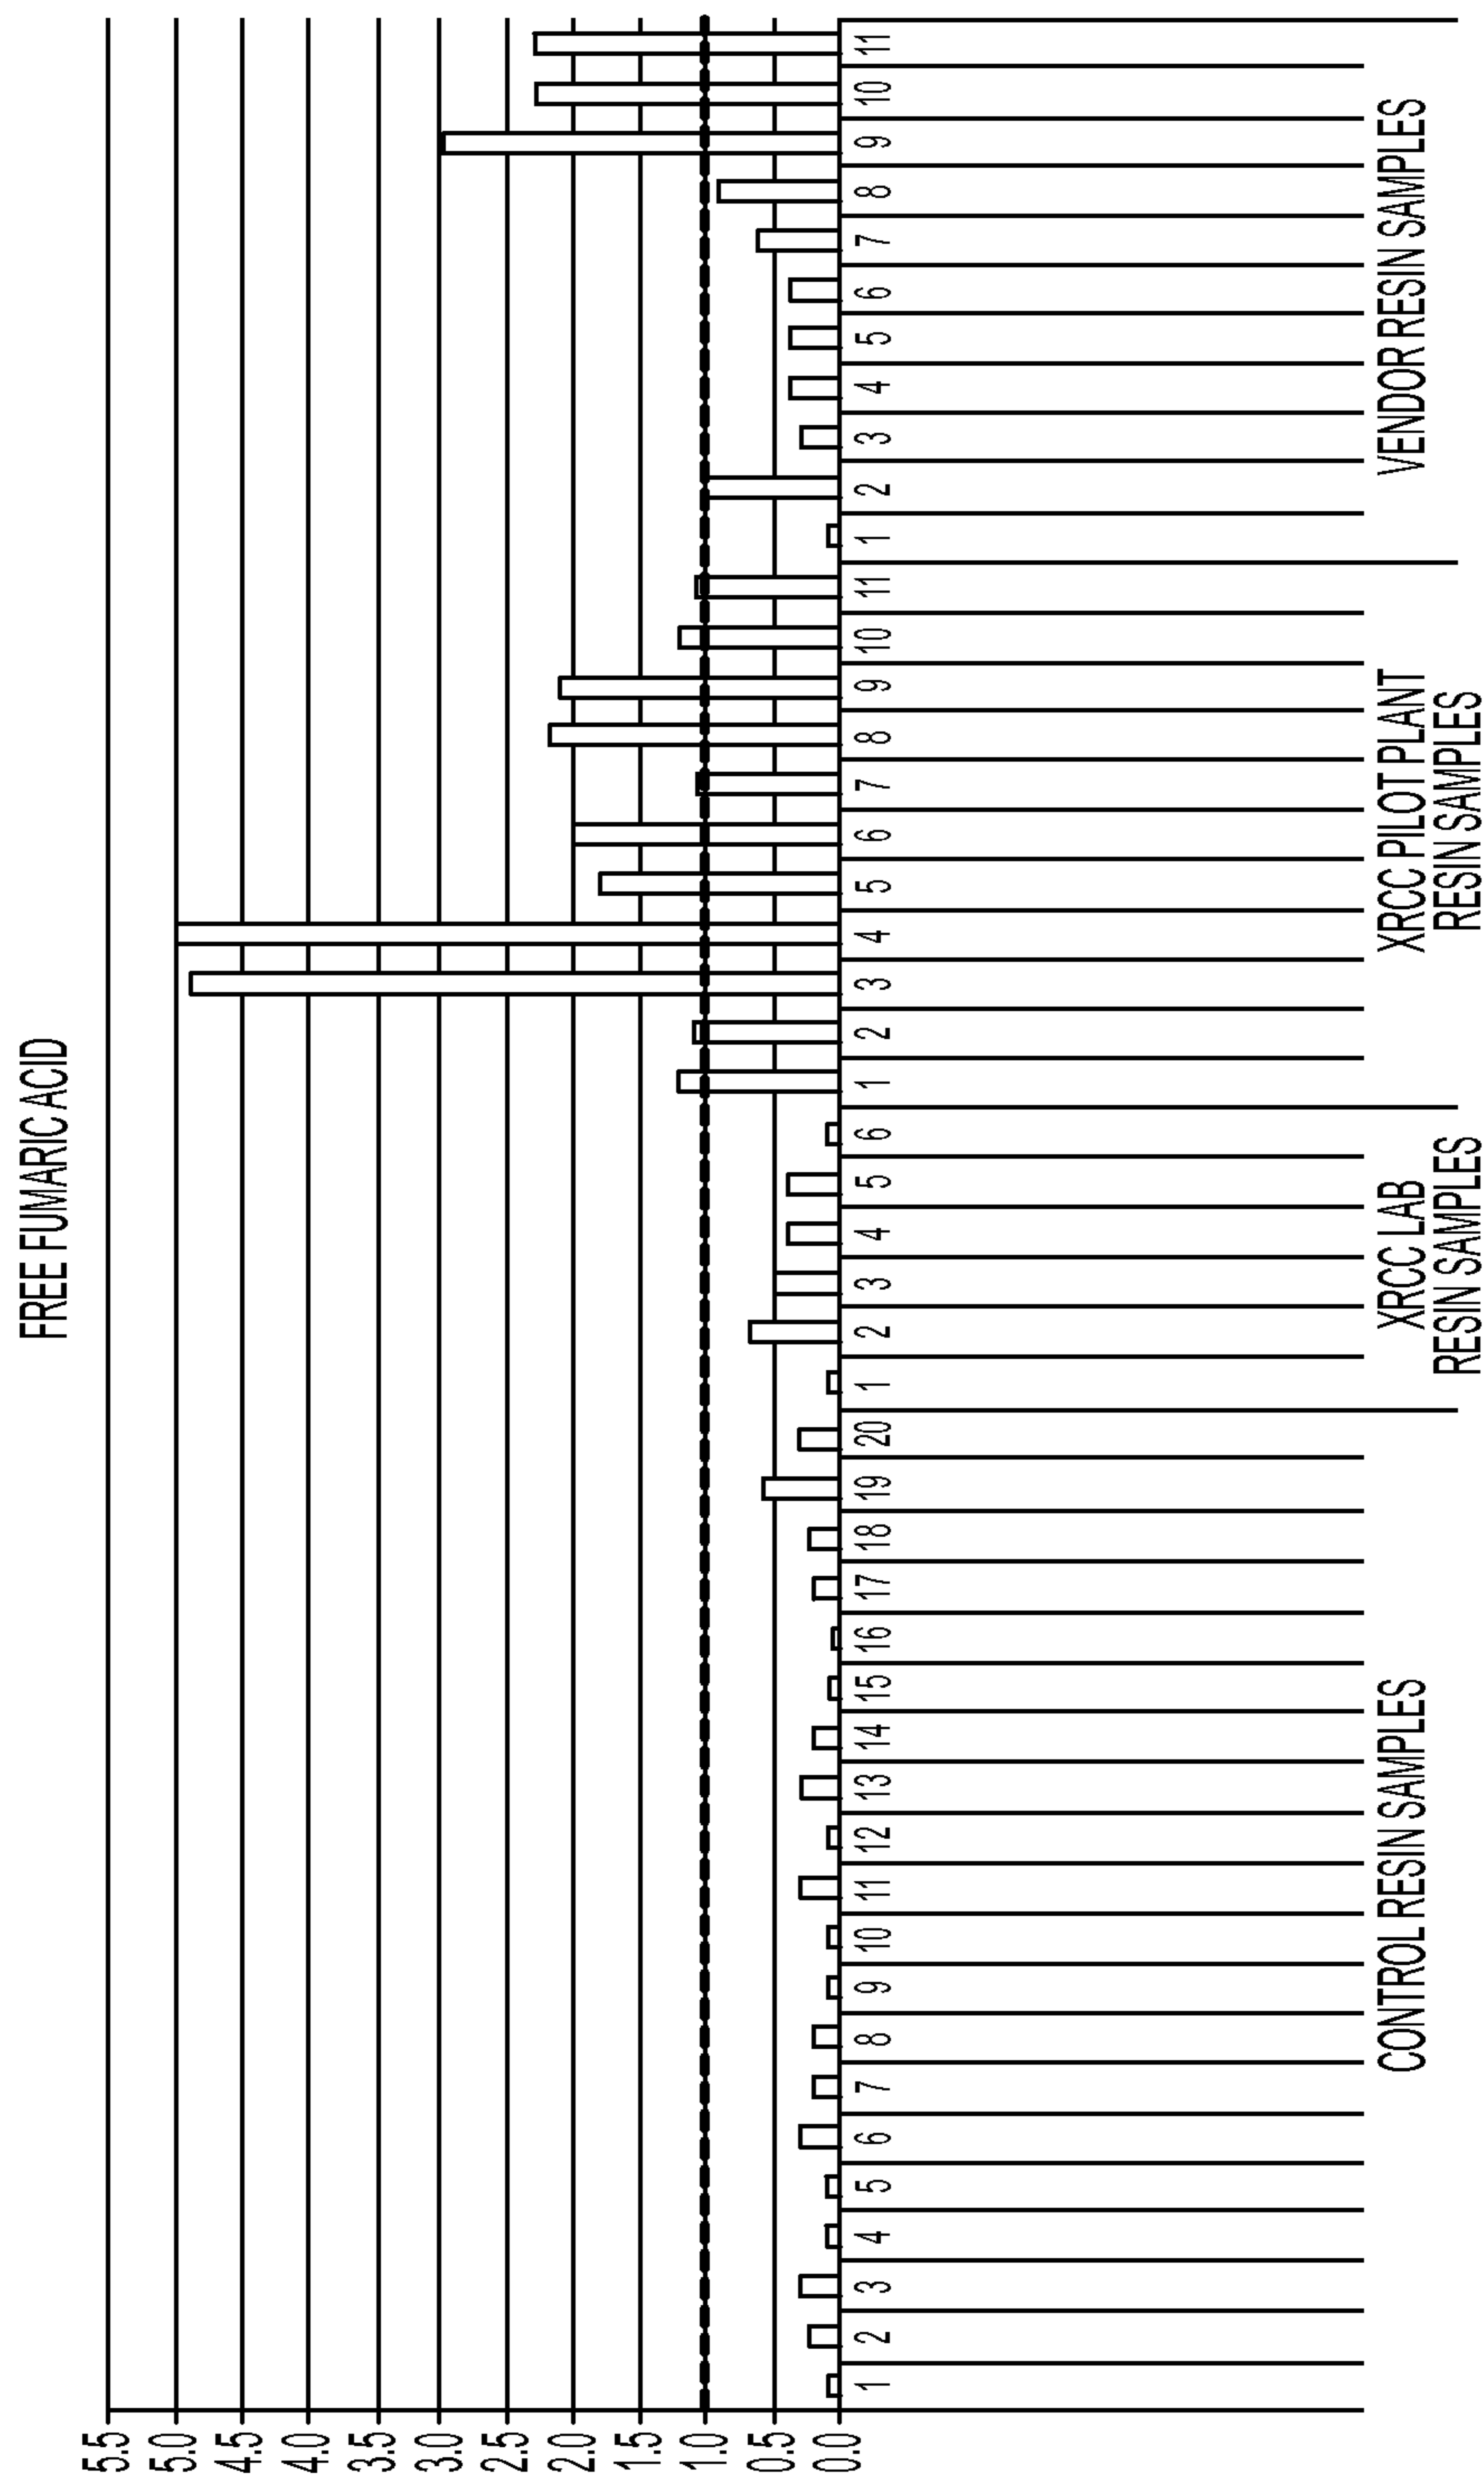 FREE FUMARIC ACID
5.5
5.0
4.5
4.0
3.5
3.0
2.5
2.0
1.5
1.0
0.5
0.0
1 2 3 4 5 6 7 8 9 10 11 12 13 14 15 16 17 18 19 20 1 2 3 4 5 6 1 2 3 4 5 6 7 8 9 10 11 1 2 3 4 5 6 7 8 9 10 11
CONTROL RESIN SAMPLES
XRCC LAB
RESIN SAMPLES
XRCC PILOT PLANT
RESIN SAMPLES
VENDOR RESIN SAMPLES